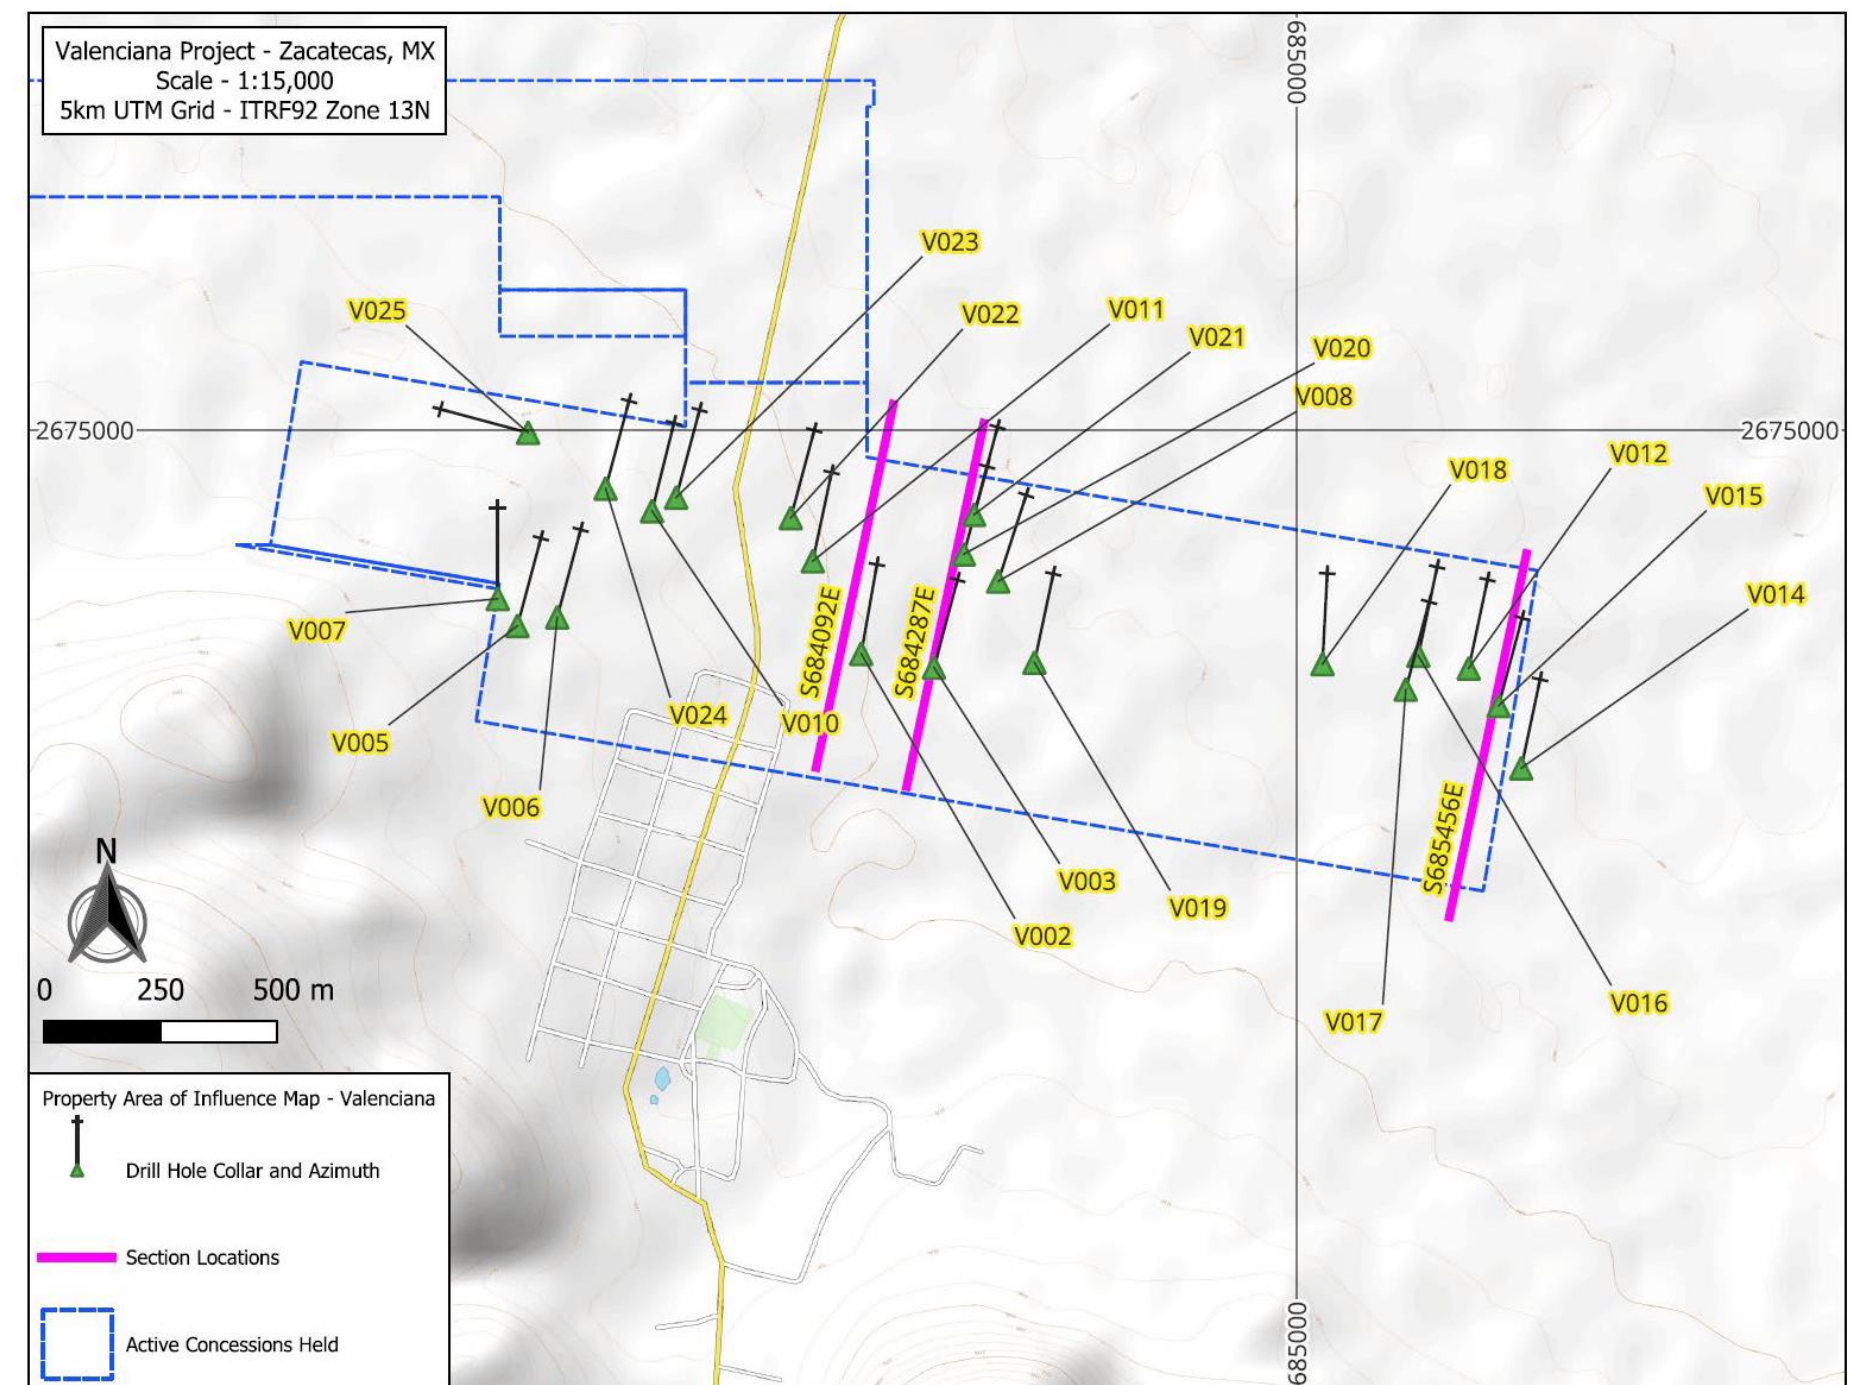 Valenciana Project - Zacatecas, MX
Scale - 1:15,000
5km UTM Grid - ITRF92 Zone 13N
685000
V023
V025
V022
V011
V021
V020
V008
2675000
2675000
V012
V018
V015
V014
V007
S684092E
S684287E
V024
V010
V005
V006
S685456E
V003
V019
V002
V017
V016
N
0 250 500 m
Property Area of Influence Map - Valenciana
Drill Hole Collar and Azimuth
Section Locations
Active Concessions Held
685000